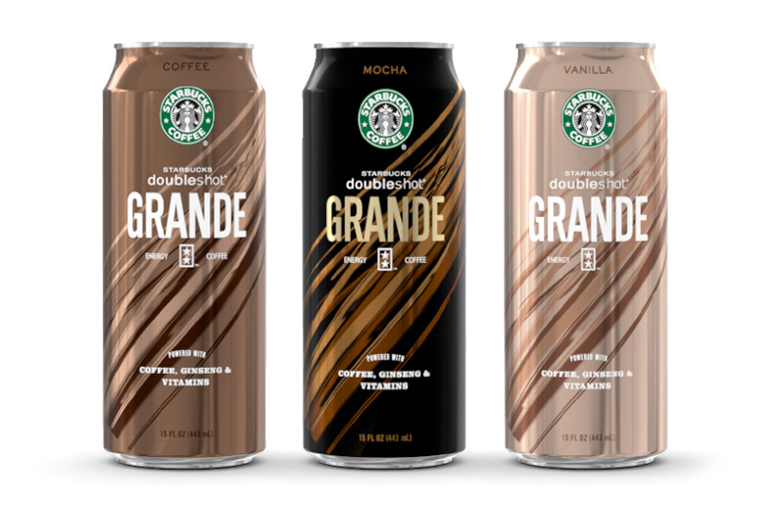 COFFEE
STARBUCKS
COFFEE
®
STARBUCKS
doubleshot®
GRANDE
ENERGY COFFEE
POWERED WITH
COFFEE, GINSENG &
VITAMINS
15 FL OZ (443 mL)
MOCHA
STARBUCKS
COFFEE
®
STARBUCKS
doubleshot®
GRANDE
ENERGY COFFEE
POWERED WITH
COFFEE, GINSENG &
VITAMINS
15 FL OZ (443 mL)
VANILLA
STARBUCKS
COFFEE
®
STARBUCKS
doubleshot®
GRANDE
ENERGY COFFEE
POWERED WITH
COFFEE, GINSENG &
VITAMINS
15 FL OZ (443 mL)